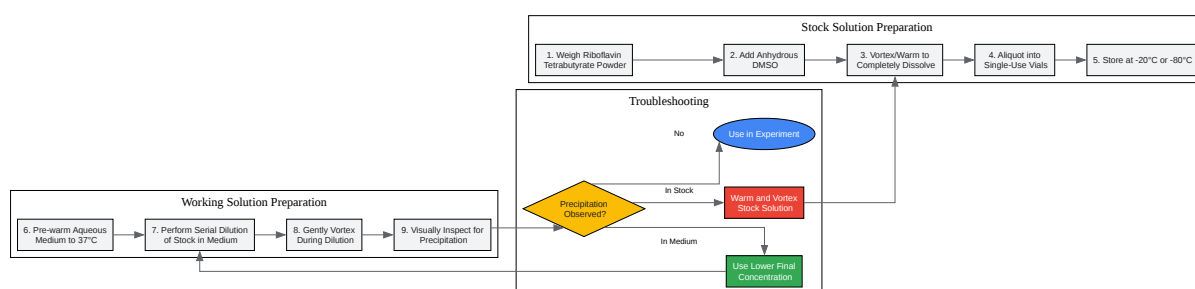 Stock Solution Preparation
1. Weigh Riboflavin
Tetrabutyrate Powder
2. Add Anhydrous
DMSO
3. Vortex/Warm to
Completely Dissolve
4. Aliquot into
Single-Use Vials
5. Store at -20°C or -80°C
Troubleshooting
No
Use in Experiment
In Stock
Precipitation
Observed?
Warm and Vortex
Stock Solution
In Medium
Use Lower Final
Concentration
Working Solution Preparation
6. Pre-warm Aqueous
Medium to 37°C
7. Perform Serial Dilution
of Stock in Medium
8. Gently Vortex
During Dilution
9. Visually Inspect for
Precipitation